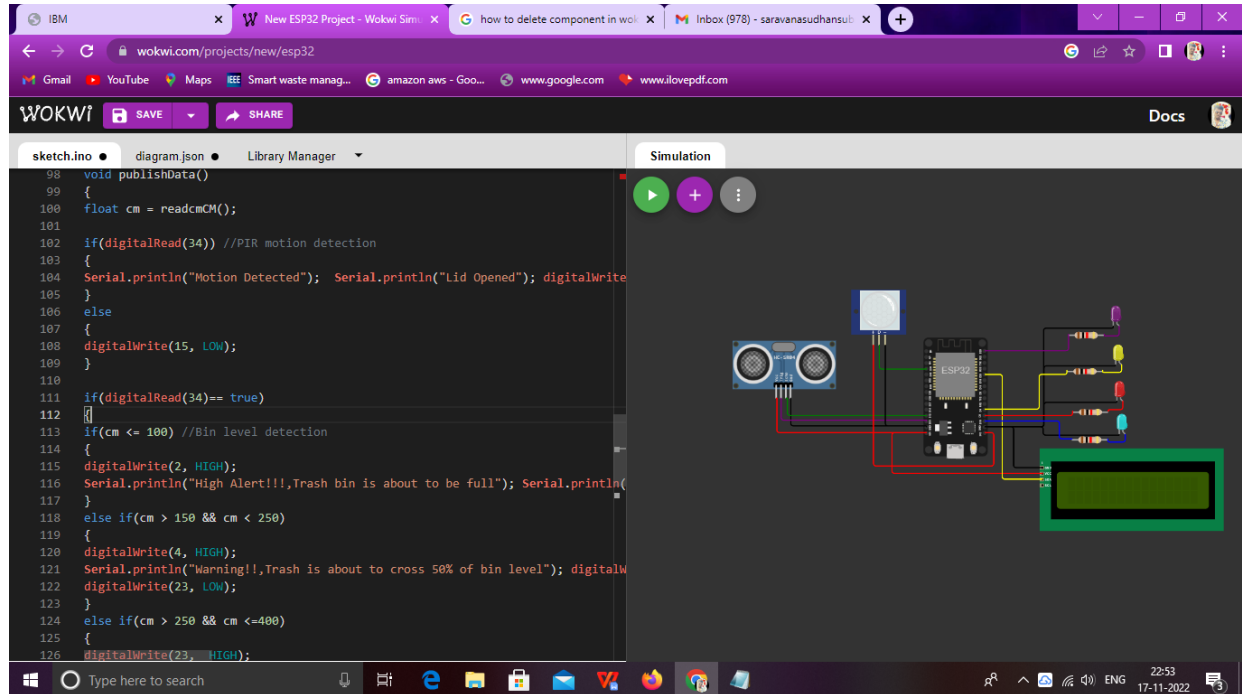 IBM
New ESP32 Project - Wokwi Simu
how to delete component in wok
Inbox (978) - saravanasudhansub
wokwi.com/projects/new/esp32
Gmail YouTube Maps Smart waste manag... amazon aws - Goo... www.google.com www.ilovepdf.com
WOKWI SAVE SHARE Docs
sketch.ino diagram.json Library Manager Simulation
98 void publishData()
99 {
100 float cm = readcmCM();
101
102 if(digitalRead(34)) //PIR motion detection
103 {
104 Serial.println("Motion Detected"); Serial.println("Lid Opened"); digitalWrite
105 }
106 else
107 {
108 digitalWrite(15, LOW);
109 }
110
111 if(digitalRead(34)== true)
112 {
113 if(cm <= 100) //Bin level detection
114 {
115 digitalWrite(2, HIGH);
116 Serial.println("High Alert!!!,Trash bin is about to be full"); Serial.println(
117 }
118 else if(cm > 150 && cm < 250)
119 {
120 digitalWrite(4, HIGH);
121 Serial.println("Warning!!,Trash is about to cross 50% of bin level"); digitalW
122 digitalWrite(23, LOW);
123 }
124 else if(cm > 250 && cm <=400)
125 {
126 digitalWrite(23, HIGH);
HC-SR04
ESP32
Type here to search
ENG
22:53
17-11-2022
3